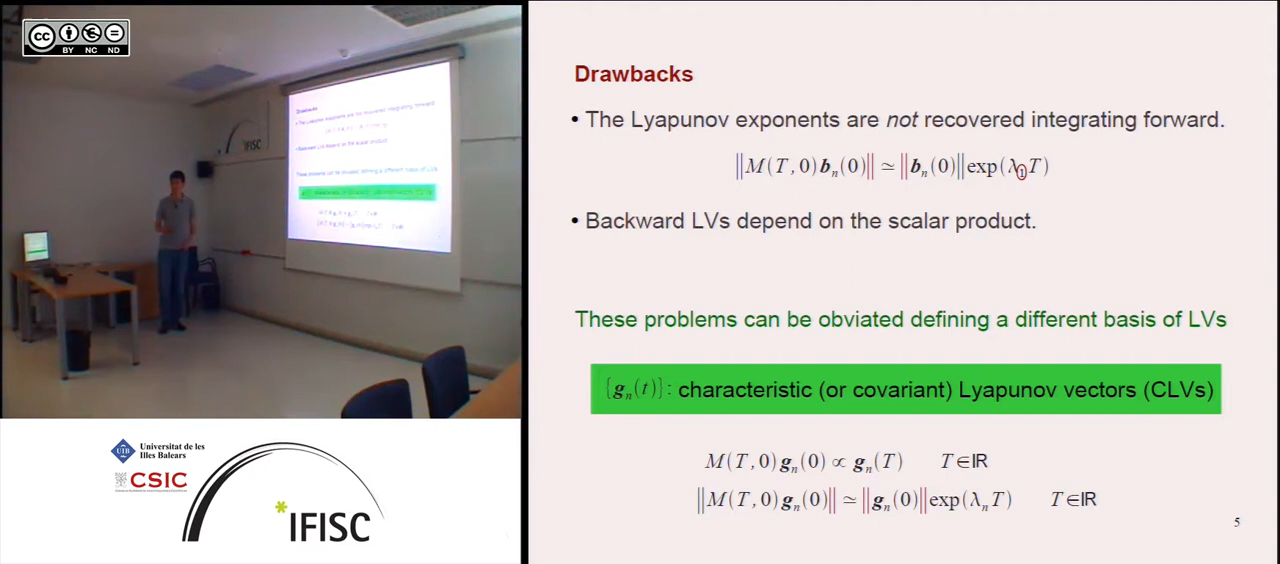 cc
BY NC ND
IFISC
Universitat de les
Illes Balears
UIB
CSIC
IFISC
Drawbacks
• The Lyapunov exponents are not recovered integrating forward.
||M(T,0)bₙ(0)|| ≃ ||bₙ(0)||exp(λ₁T)
• Backward LVs depend on the scalar product.
These problems can be obviated defining a different basis of LVs
{gₙ(t)}: characteristic (or covariant) Lyapunov vectors (CLVs)
M(T,0)gₙ(0) ∝ gₙ(T) T∈IR
||M(T,0)gₙ(0)|| ≃ ||gₙ(0)||exp(λₙT) T∈IR
5